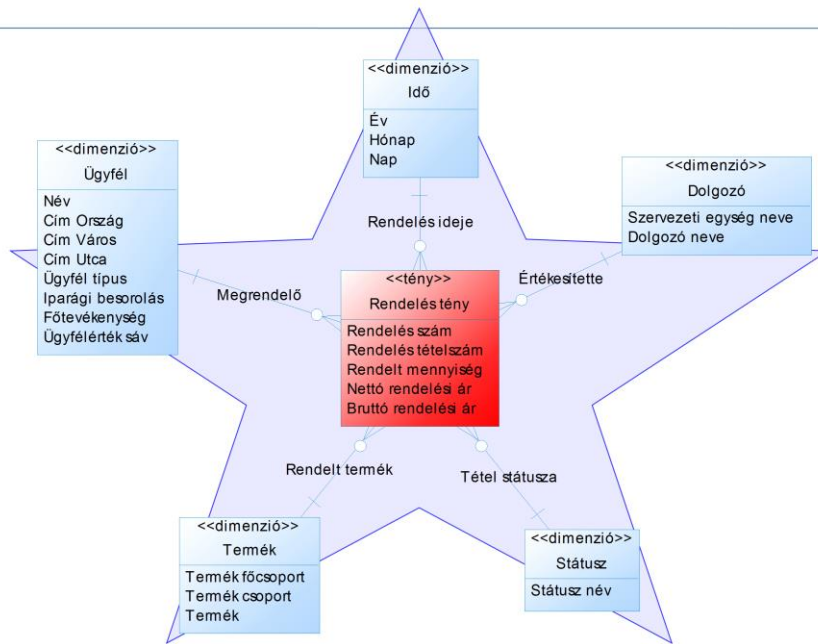 <<dimenzió>>
Idő
Év
Hónap
Nap
<<dimenzió>>
Ügyfél
Név
Cím Ország
Cím Város
Cím Utca
Ügyfél típus
Iparági besorolás
Főtevékenység
Ügyfélérték sáv
<<dimenzió>>
Dolgozó
Szervezeti egység neve
Dolgozó neve
Rendelés ideje
Megrendelő
Értékesítette
<<tény>>
Rendelés tény
Rendelés szám
Rendelés tételszám
Rendelt mennyiség
Nettó rendelési ár
Bruttó rendelési ár
Rendelt termék
Tétel státusza
<<dimenzió>>
Termék
Termék főcsoport
Termék csoport
Termék
<<dimenzió>>
Státusz
Státusz név